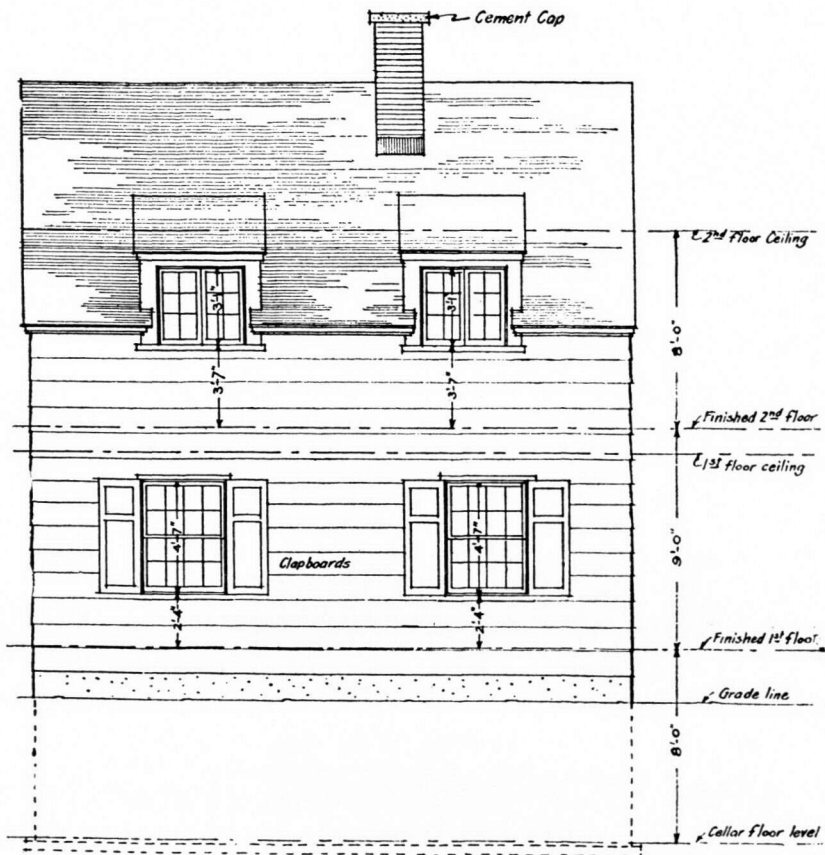 Cement Cap
2nd floor Ceiling
3'-1"
3'-1
8'-0"
3'-7"
3'-7"
Finished 2nd floor
1st floor ceiling
4'-7"
4'-7"
9'-0"
Clapboards
2'-4"
2'-4"
Finished 1st floor
Grade line
8'-0"
Cellar floor level